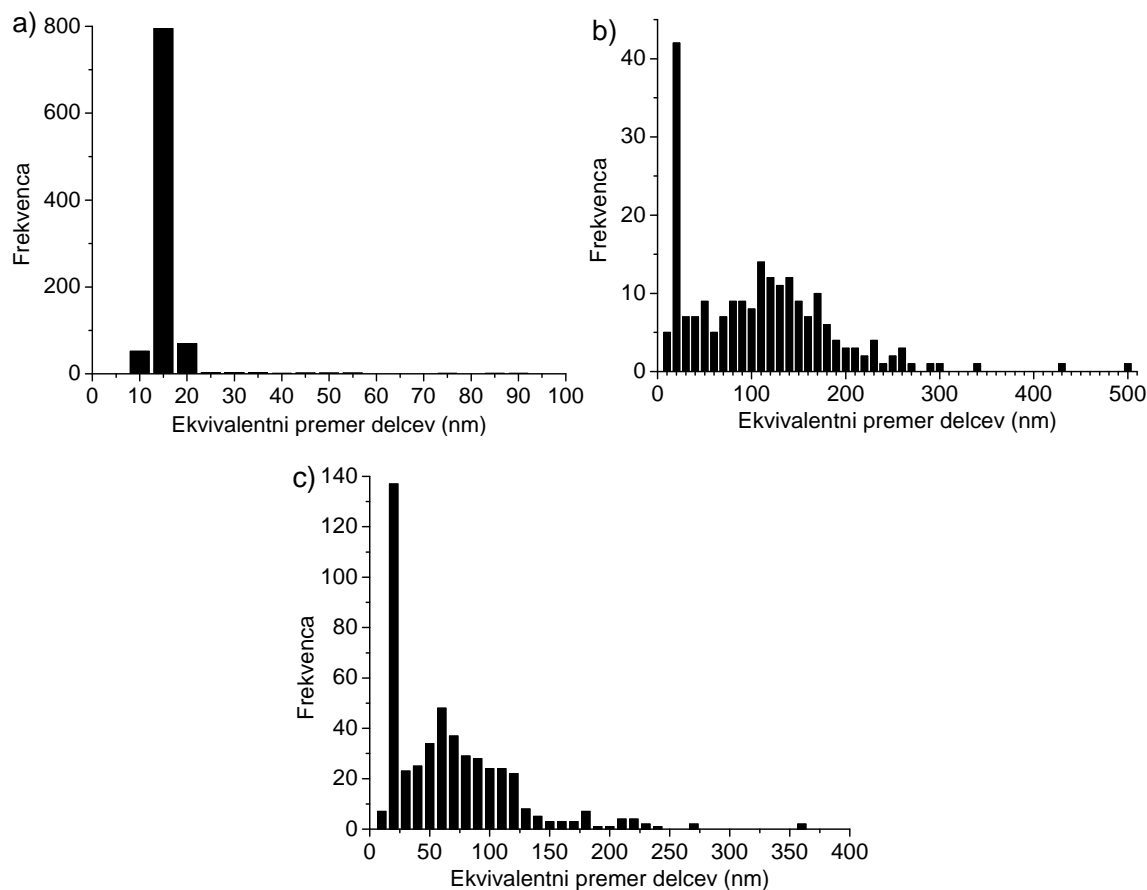 a)
800
600
400
200
0
Frekvenca
0 10 20 30 40 50 60 70 80 90 100
Ekvivalentni premer delcev (nm)
b)
40
30
20
10
0
Frekvenca
0 100 200 300 400 500
Ekvivalentni premer delcev (nm)
c)
140
120
100
80
60
40
20
0
Frekvenca
0 50 100 150 200 250 300 350 400
Ekvivalentni premer delcev (nm)